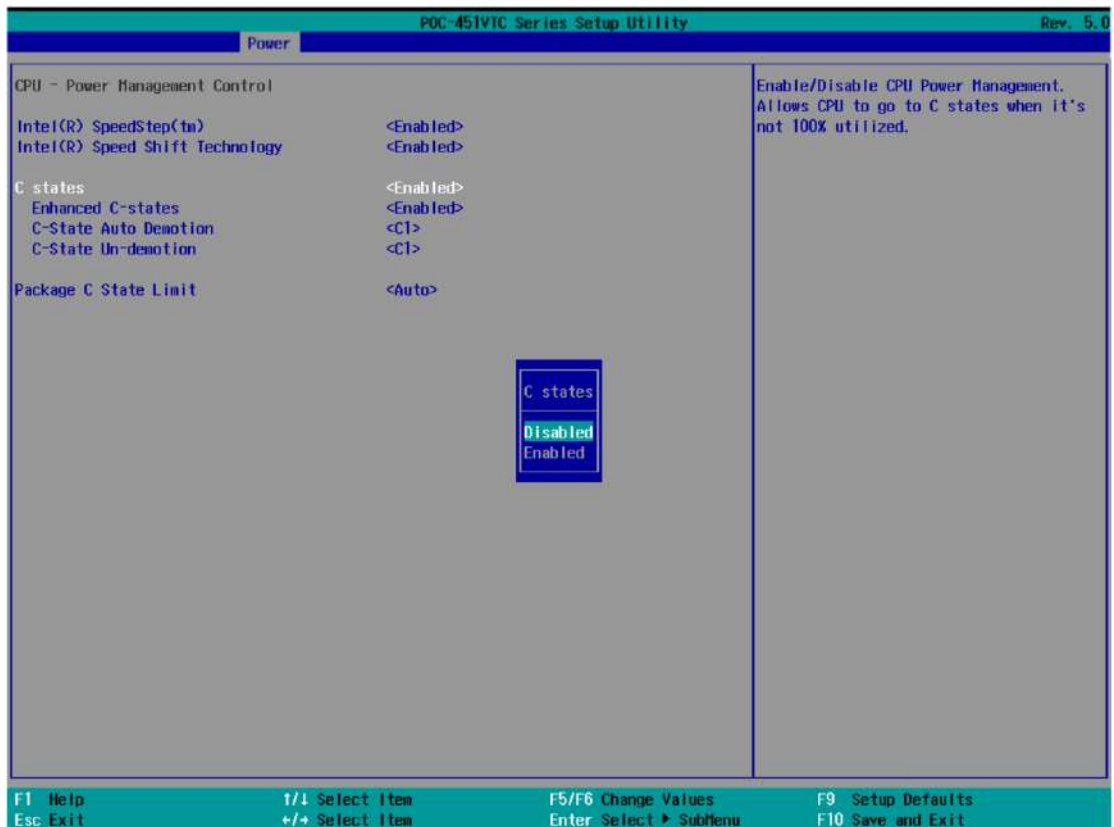 POC-451VTC Series Setup Utility Rev. 5.0
Power
CPU - Power Management Control
Intel(R) SpeedStep(tm) <Enabled>
Intel(R) Speed Shift Technology <Enabled>
C states <Enabled>
Enhanced C-states <Enabled>
C-State Auto Demotion <C1>
C-State Un-demotion <C1>
Package C State Limit <Auto>
Enable/Disable CPU Power Management.
Allows CPU to go to C states when it's
not 100% utilized.
C states
Disabled
Enabled
F1 Help ↑/↓ Select Item F5/F6 Change Values F9 Setup Defaults
Esc Exit ←/→ Select Item Enter Select ▶ SubMenu F10 Save and Exit